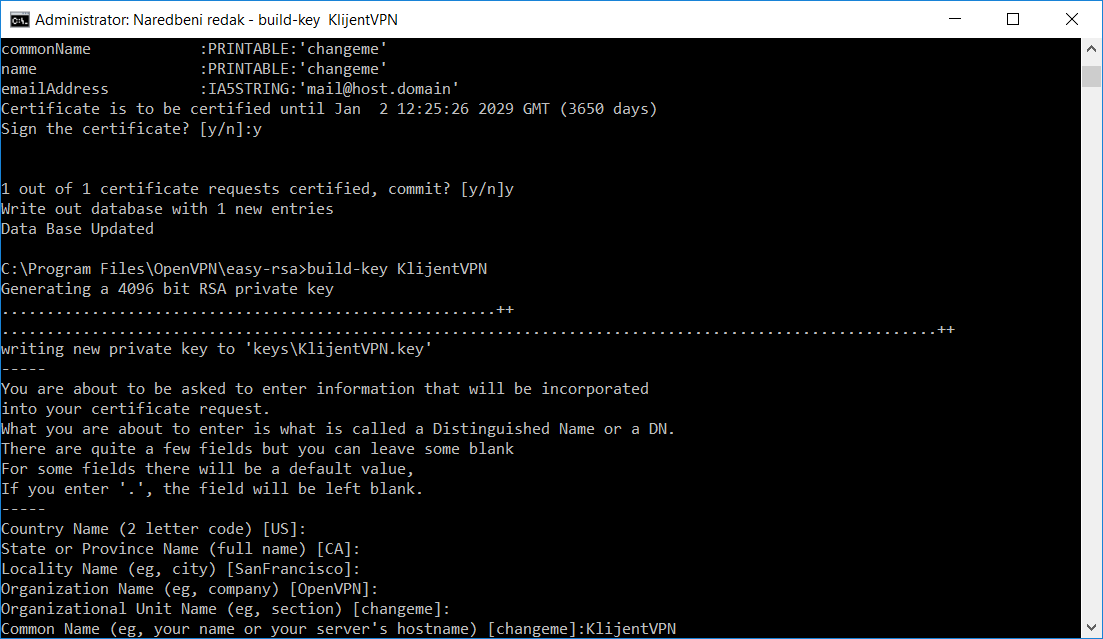 Administrator: Naredbeni redak - build-key  KlijentVPN
commonName            :PRINTABLE:'changeme'
name                  :PRINTABLE:'changeme'
emailAddress          :IA5STRING:'mail@host.domain'
Certificate is to be certified until Jan  2 12:25:26 2029 GMT (3650 days)
Sign the certificate? [y/n]:y
1 out of 1 certificate requests certified, commit? [y/n]y
Write out database with 1 new entries
Data Base Updated
C:\Program Files\OpenVPN\easy-rsa>build-key KlijentVPN
Generating a 4096 bit RSA private key
.......................................................++
........................................................................................................++
writing new private key to 'keys\KlijentVPN.key'
-----
You are about to be asked to enter information that will be incorporated
into your certificate request.
What you are about to enter is what is called a Distinguished Name or a DN.
There are quite a few fields but you can leave some blank
For some fields there will be a default value,
If you enter '.', the field will be left blank.
-----
Country Name (2 letter code) [US]:
State or Province Name (full name) [CA]:
Locality Name (eg, city) [SanFrancisco]:
Organization Name (eg, company) [OpenVPN]:
Organizational Unit Name (eg, section) [changeme]:
Common Name (eg, your name or your server's hostname) [changeme]:KlijentVPN